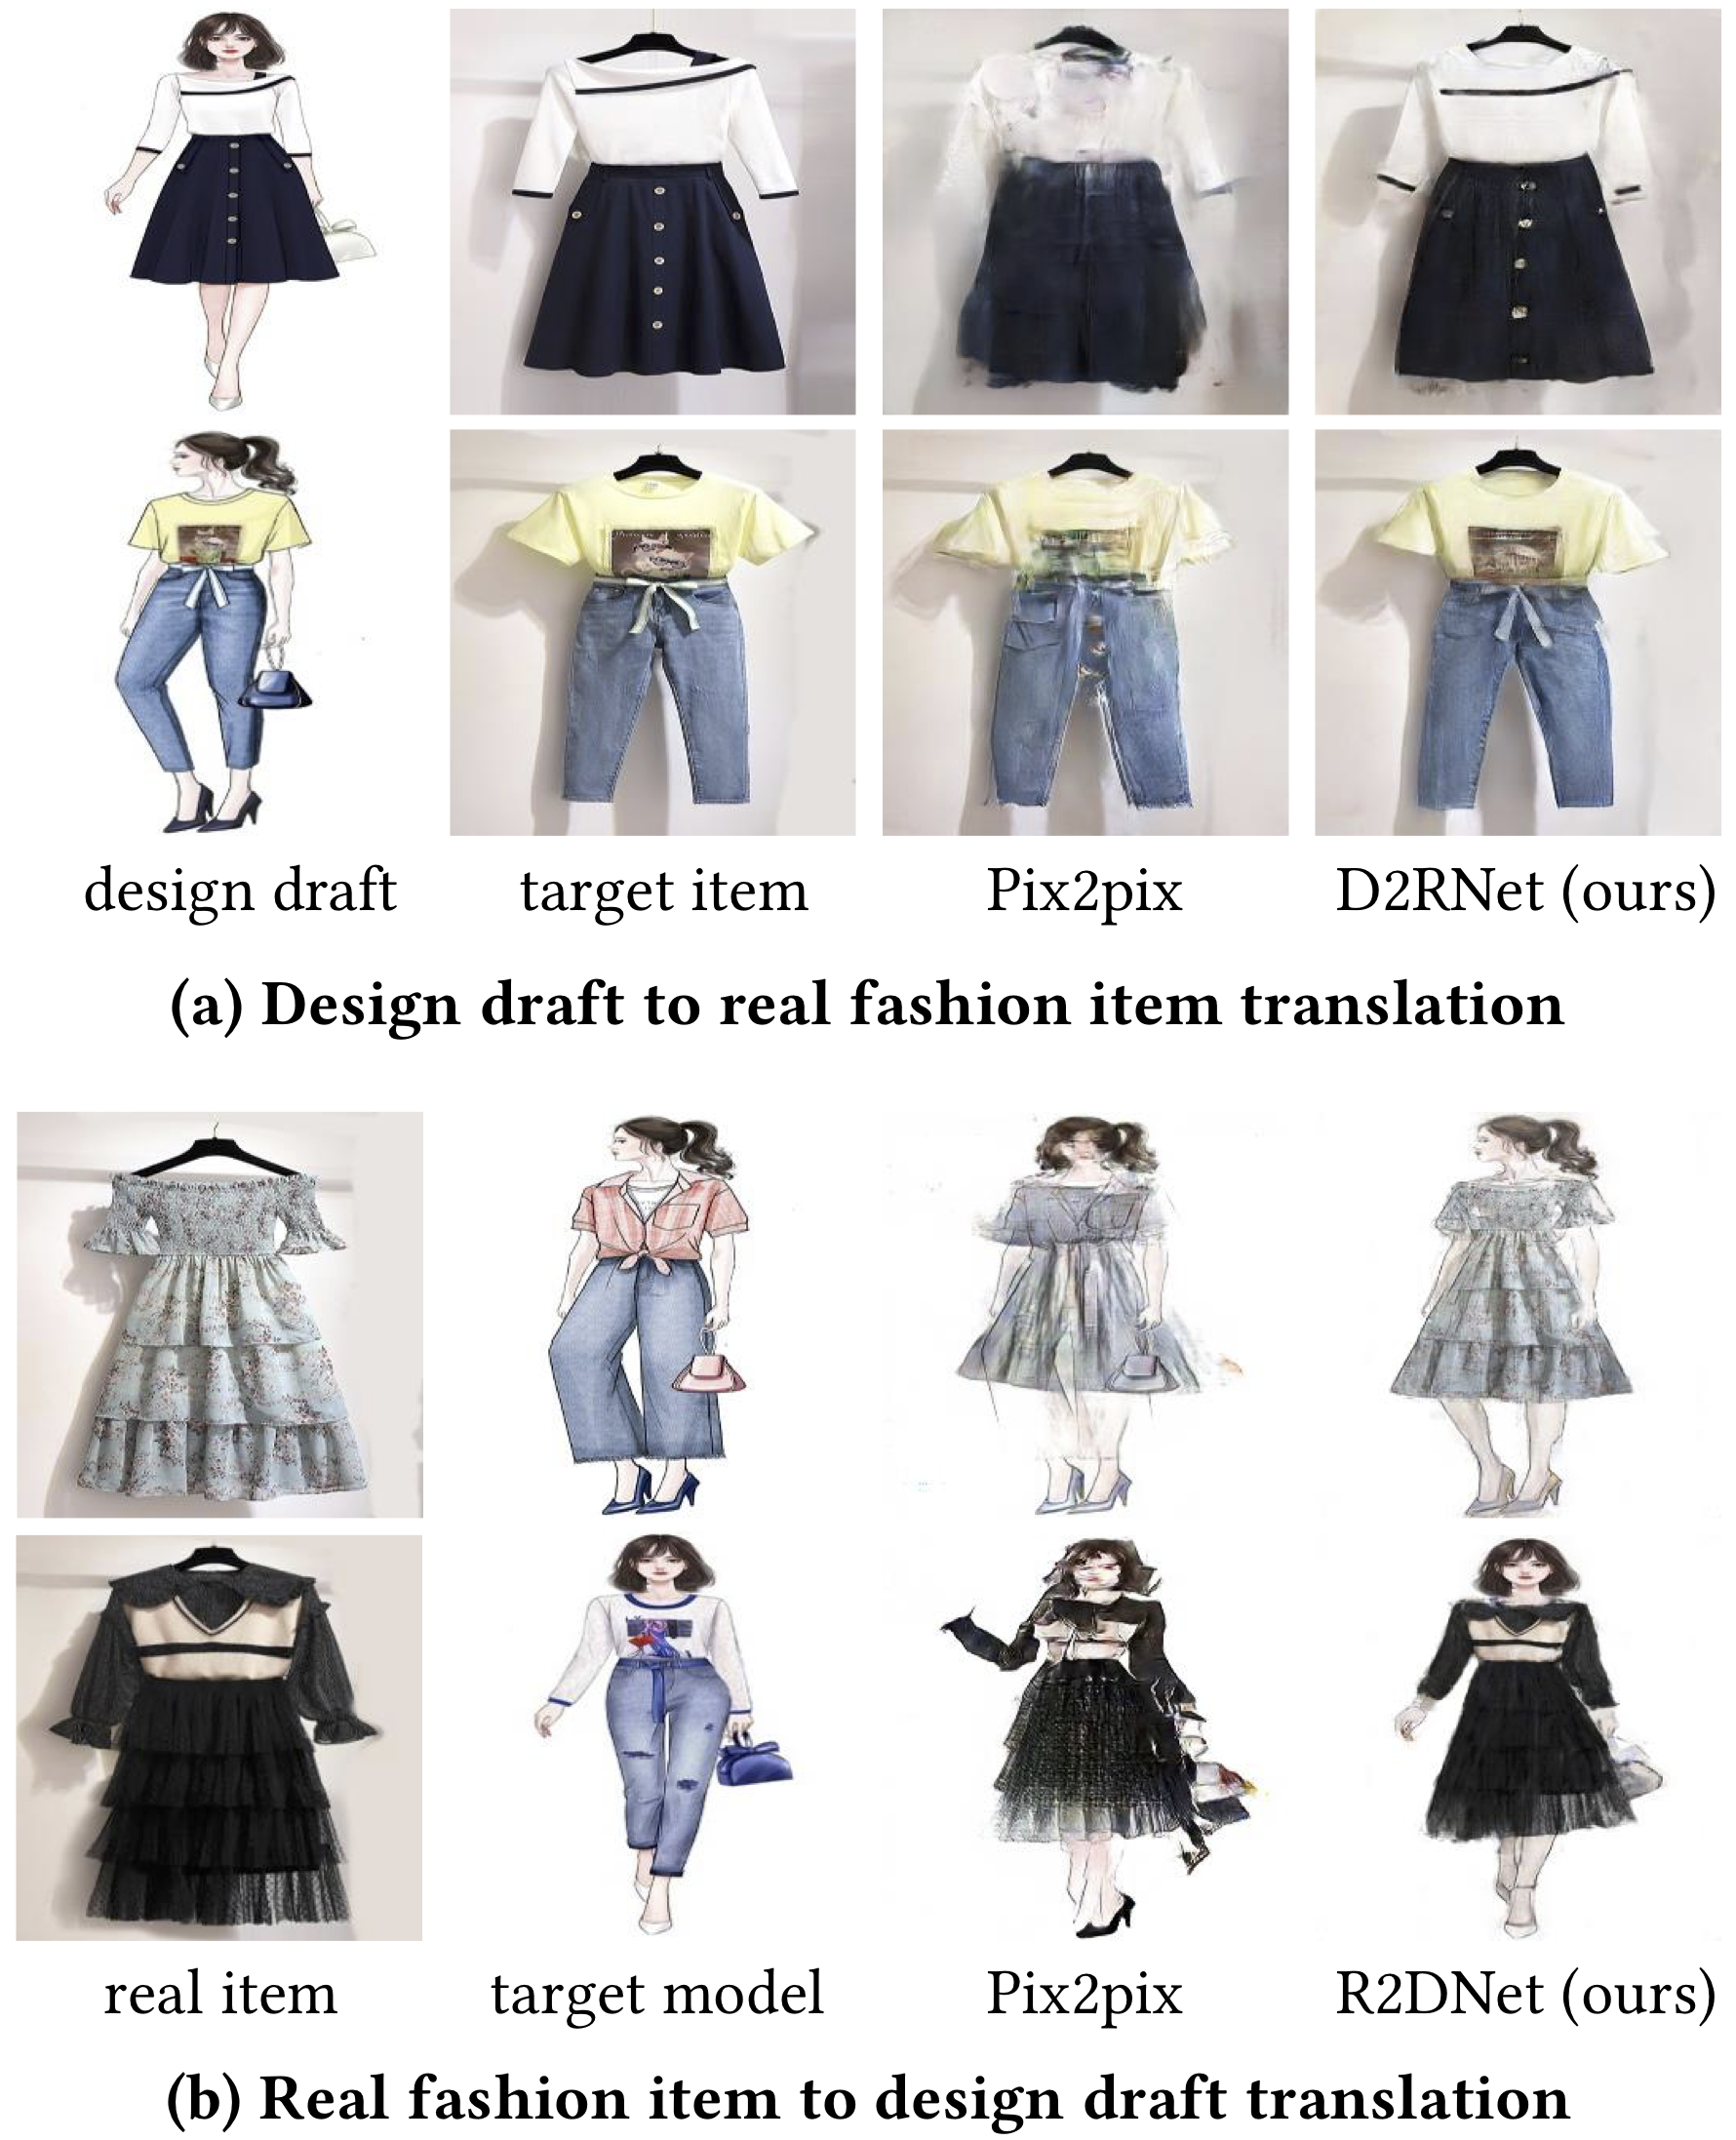 design draft
target item
Pix2pix
D2RNet (ours)
(a) Design draft to real fashion item translation
real item
target model
Pix2pix
R2DNet (ours)
(b) Real fashion item to design draft translation